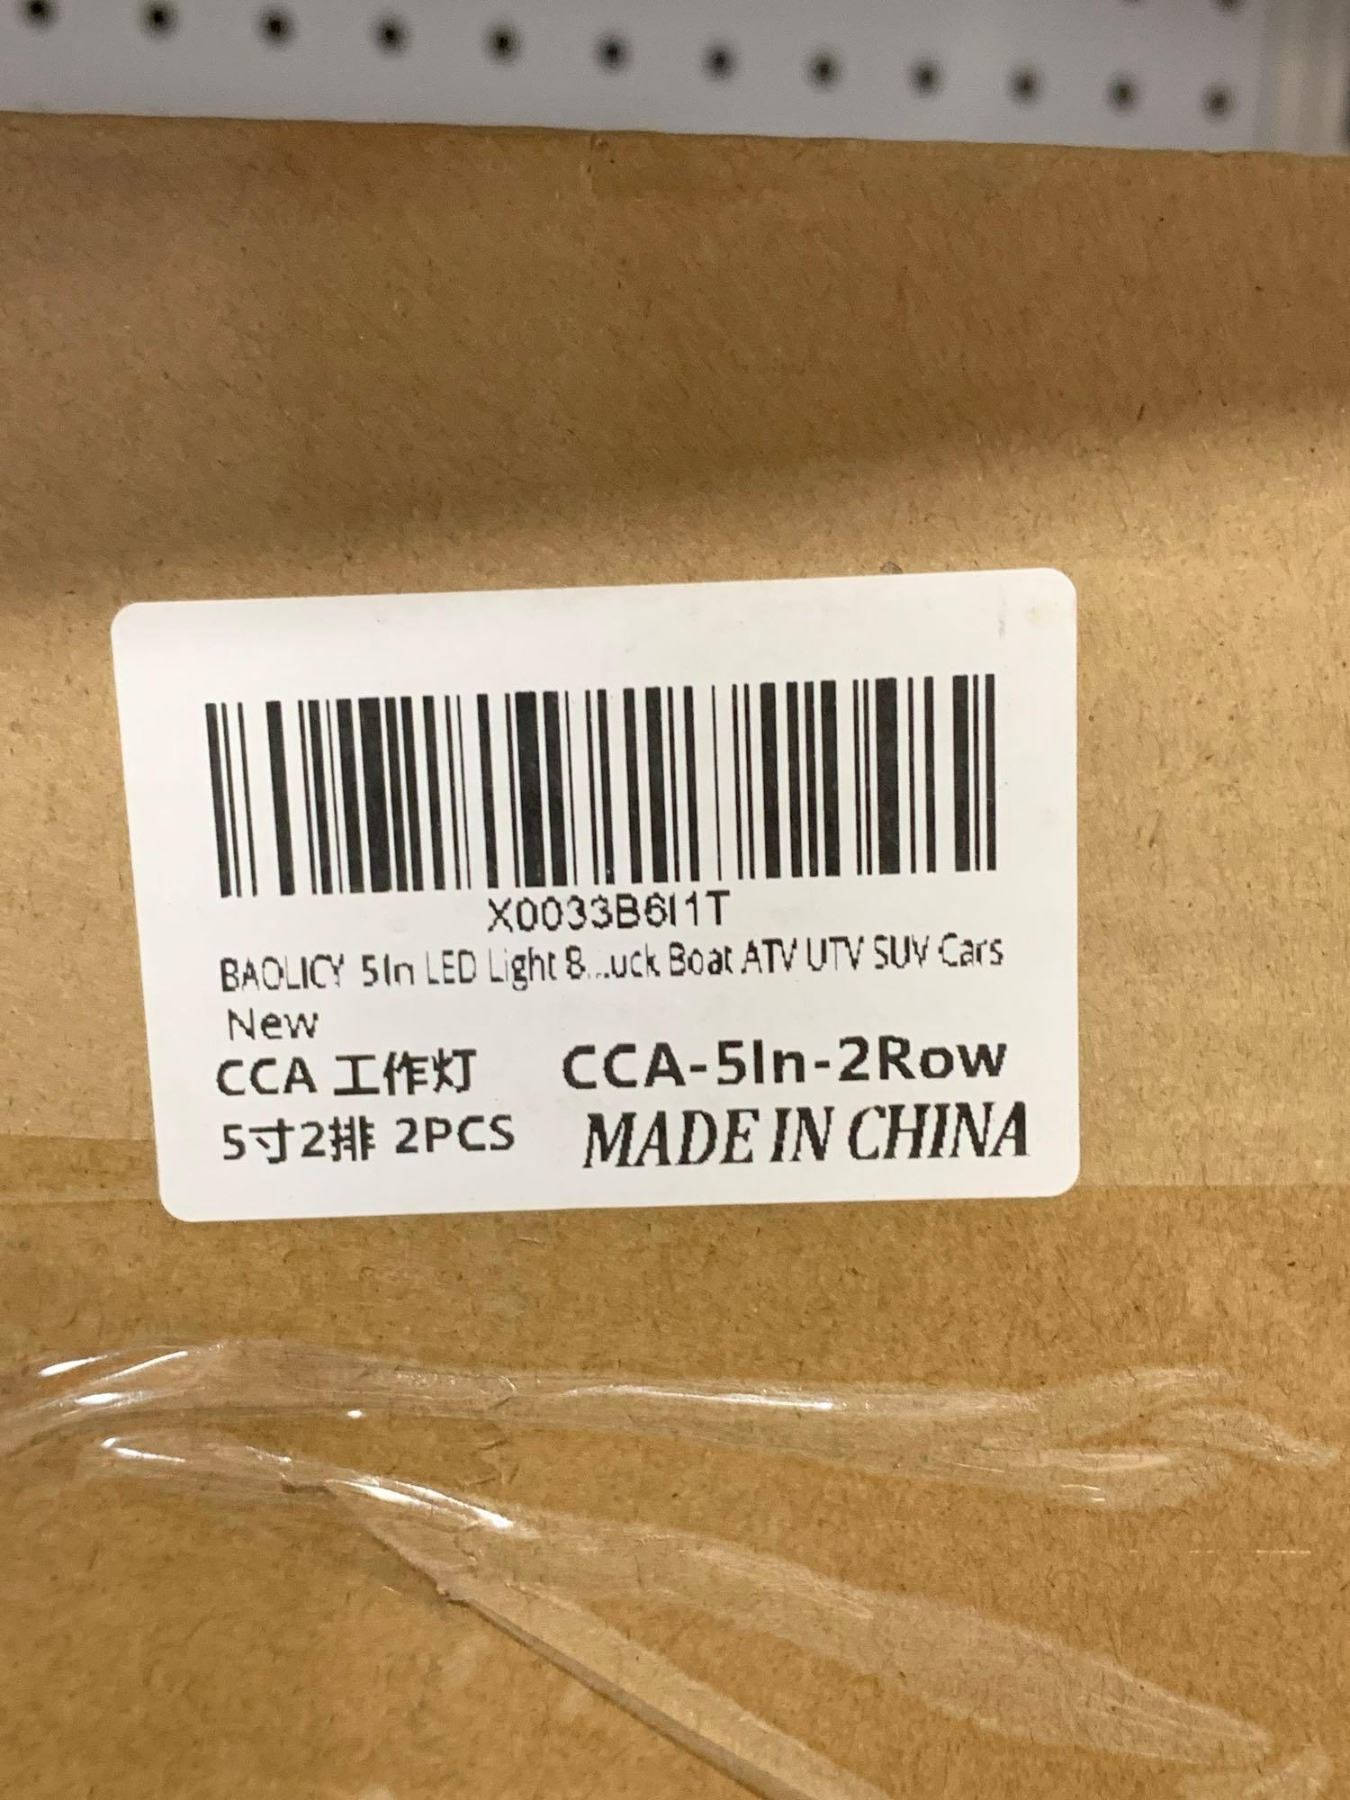 X0033B6I1T
BAOLICY 5In LED Light 8...uck Boat ATV UTV SUV Cars
New
CCA 工作灯 CCA-5In-2Row
5寸2排 2PCS MADE IN CHINA